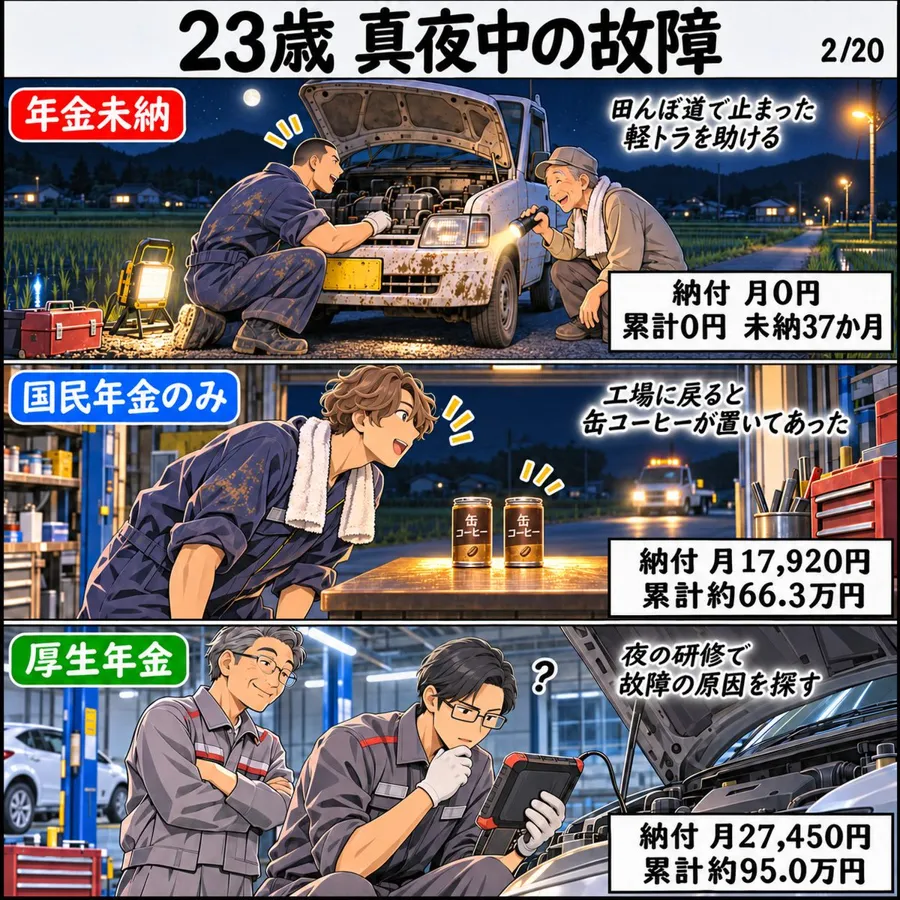 23歳 真夜中の故障
2/20
年金未納
田んぼ道で止まった
軽トラを助ける
納付 月0円
累計0円 未納37か月
国民年金のみ
工場に戻ると
缶コーヒーが置いてあった
缶
コーヒー
缶
コーヒー
納付 月17,920円
累計約66.3万円
厚生年金
?
夜の研修で
故障の原因を探す
納付 月27,450円
累計約95.0万円